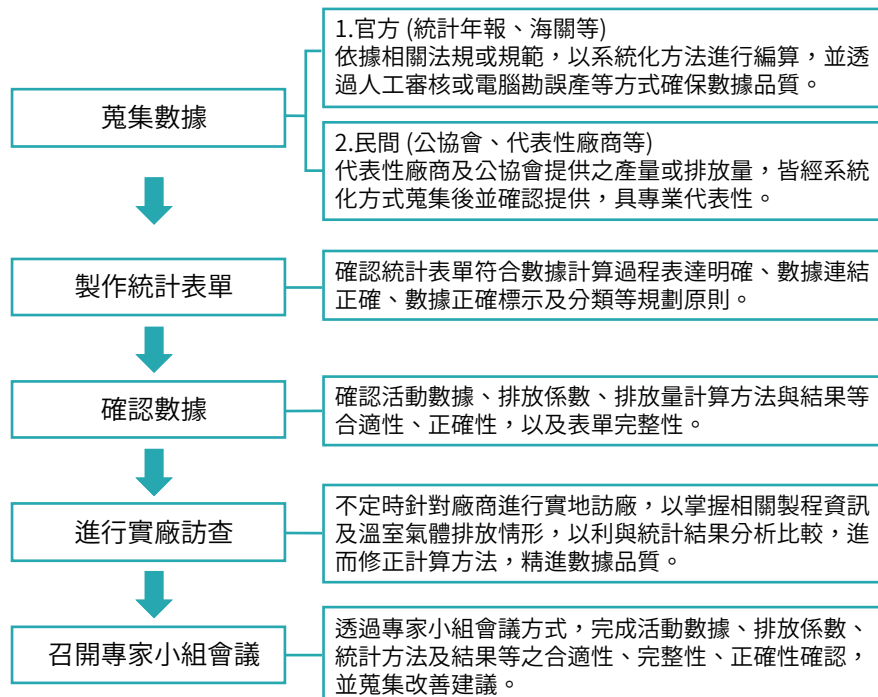 蒐集數據
1.官方 (統計年報、海關等)
依據相關法規或規範，以系統化方法進行編算，並透
過人工審核或電腦勘誤產等方式確保數據品質。
2.民間 (公協會、代表性廠商等)
代表性廠商及公協會提供之產量或排放量，皆經系統
化方式蒐集後並確認提供，具專業代表性。
製作統計表單
確認統計表單符合數據計算過程表達明確、數據連結
正確、數據正確標示及分類等規劃原則。
確認數據
確認活動數據、排放係數、排放量計算方法與結果等
合適性、正確性，以及表單完整性。
進行實廠訪查
不定時針對廠商進行實地訪廠，以掌握相關製程資訊
及溫室氣體排放情形，以利與統計結果分析比較，進
而修正計算方法，精進數據品質。
召開專家小組會議
透過專家小組會議方式，完成活動數據、排放係數、
統計方法及結果等之合適性、完整性、正確性確認，
並蒐集改善建議。